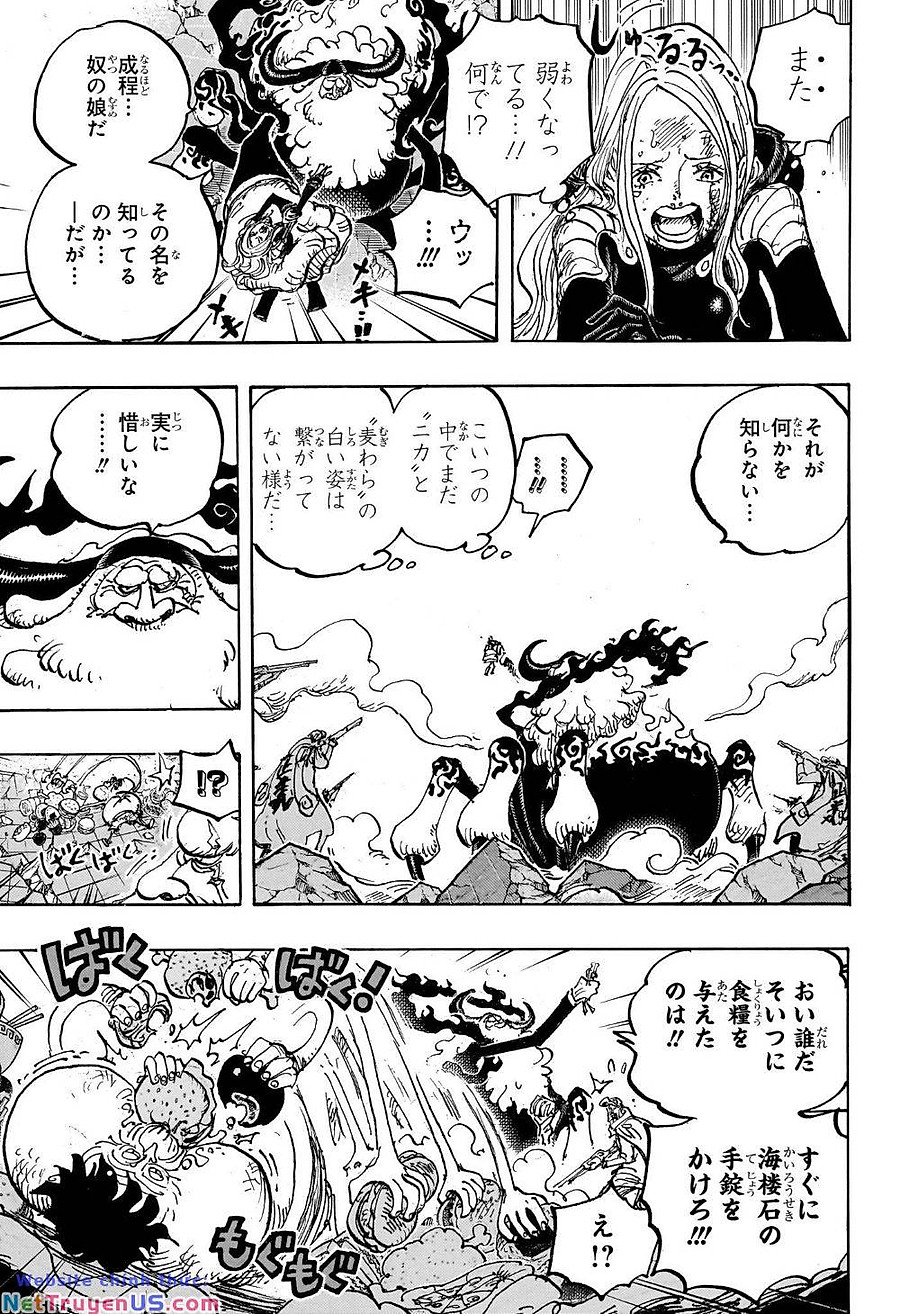 また
しゅるるっ…
弱くなっ
てる…!!
何で!?
ウッ
…!!!
メキ
メキ…!!
成程…
奴の娘だ
その名を
知ってる
のか…
―だが…
それが
何かを
知らない…
………!!
こいつの
中でまだ
〝ニカ〟と
〝麦わら〟の
白い姿は
繋がって
ない様だ…
実に
惜しいな
……!!
!?
ばくばく…
おい誰だ
そいつに
食糧を
与えた
のは!!
すぐに
海楼石の
手錠を
かけろ!!!
え!?
ばく
ばく!
もぐもぐ
Website chính thức:
NetTruyenUS.com